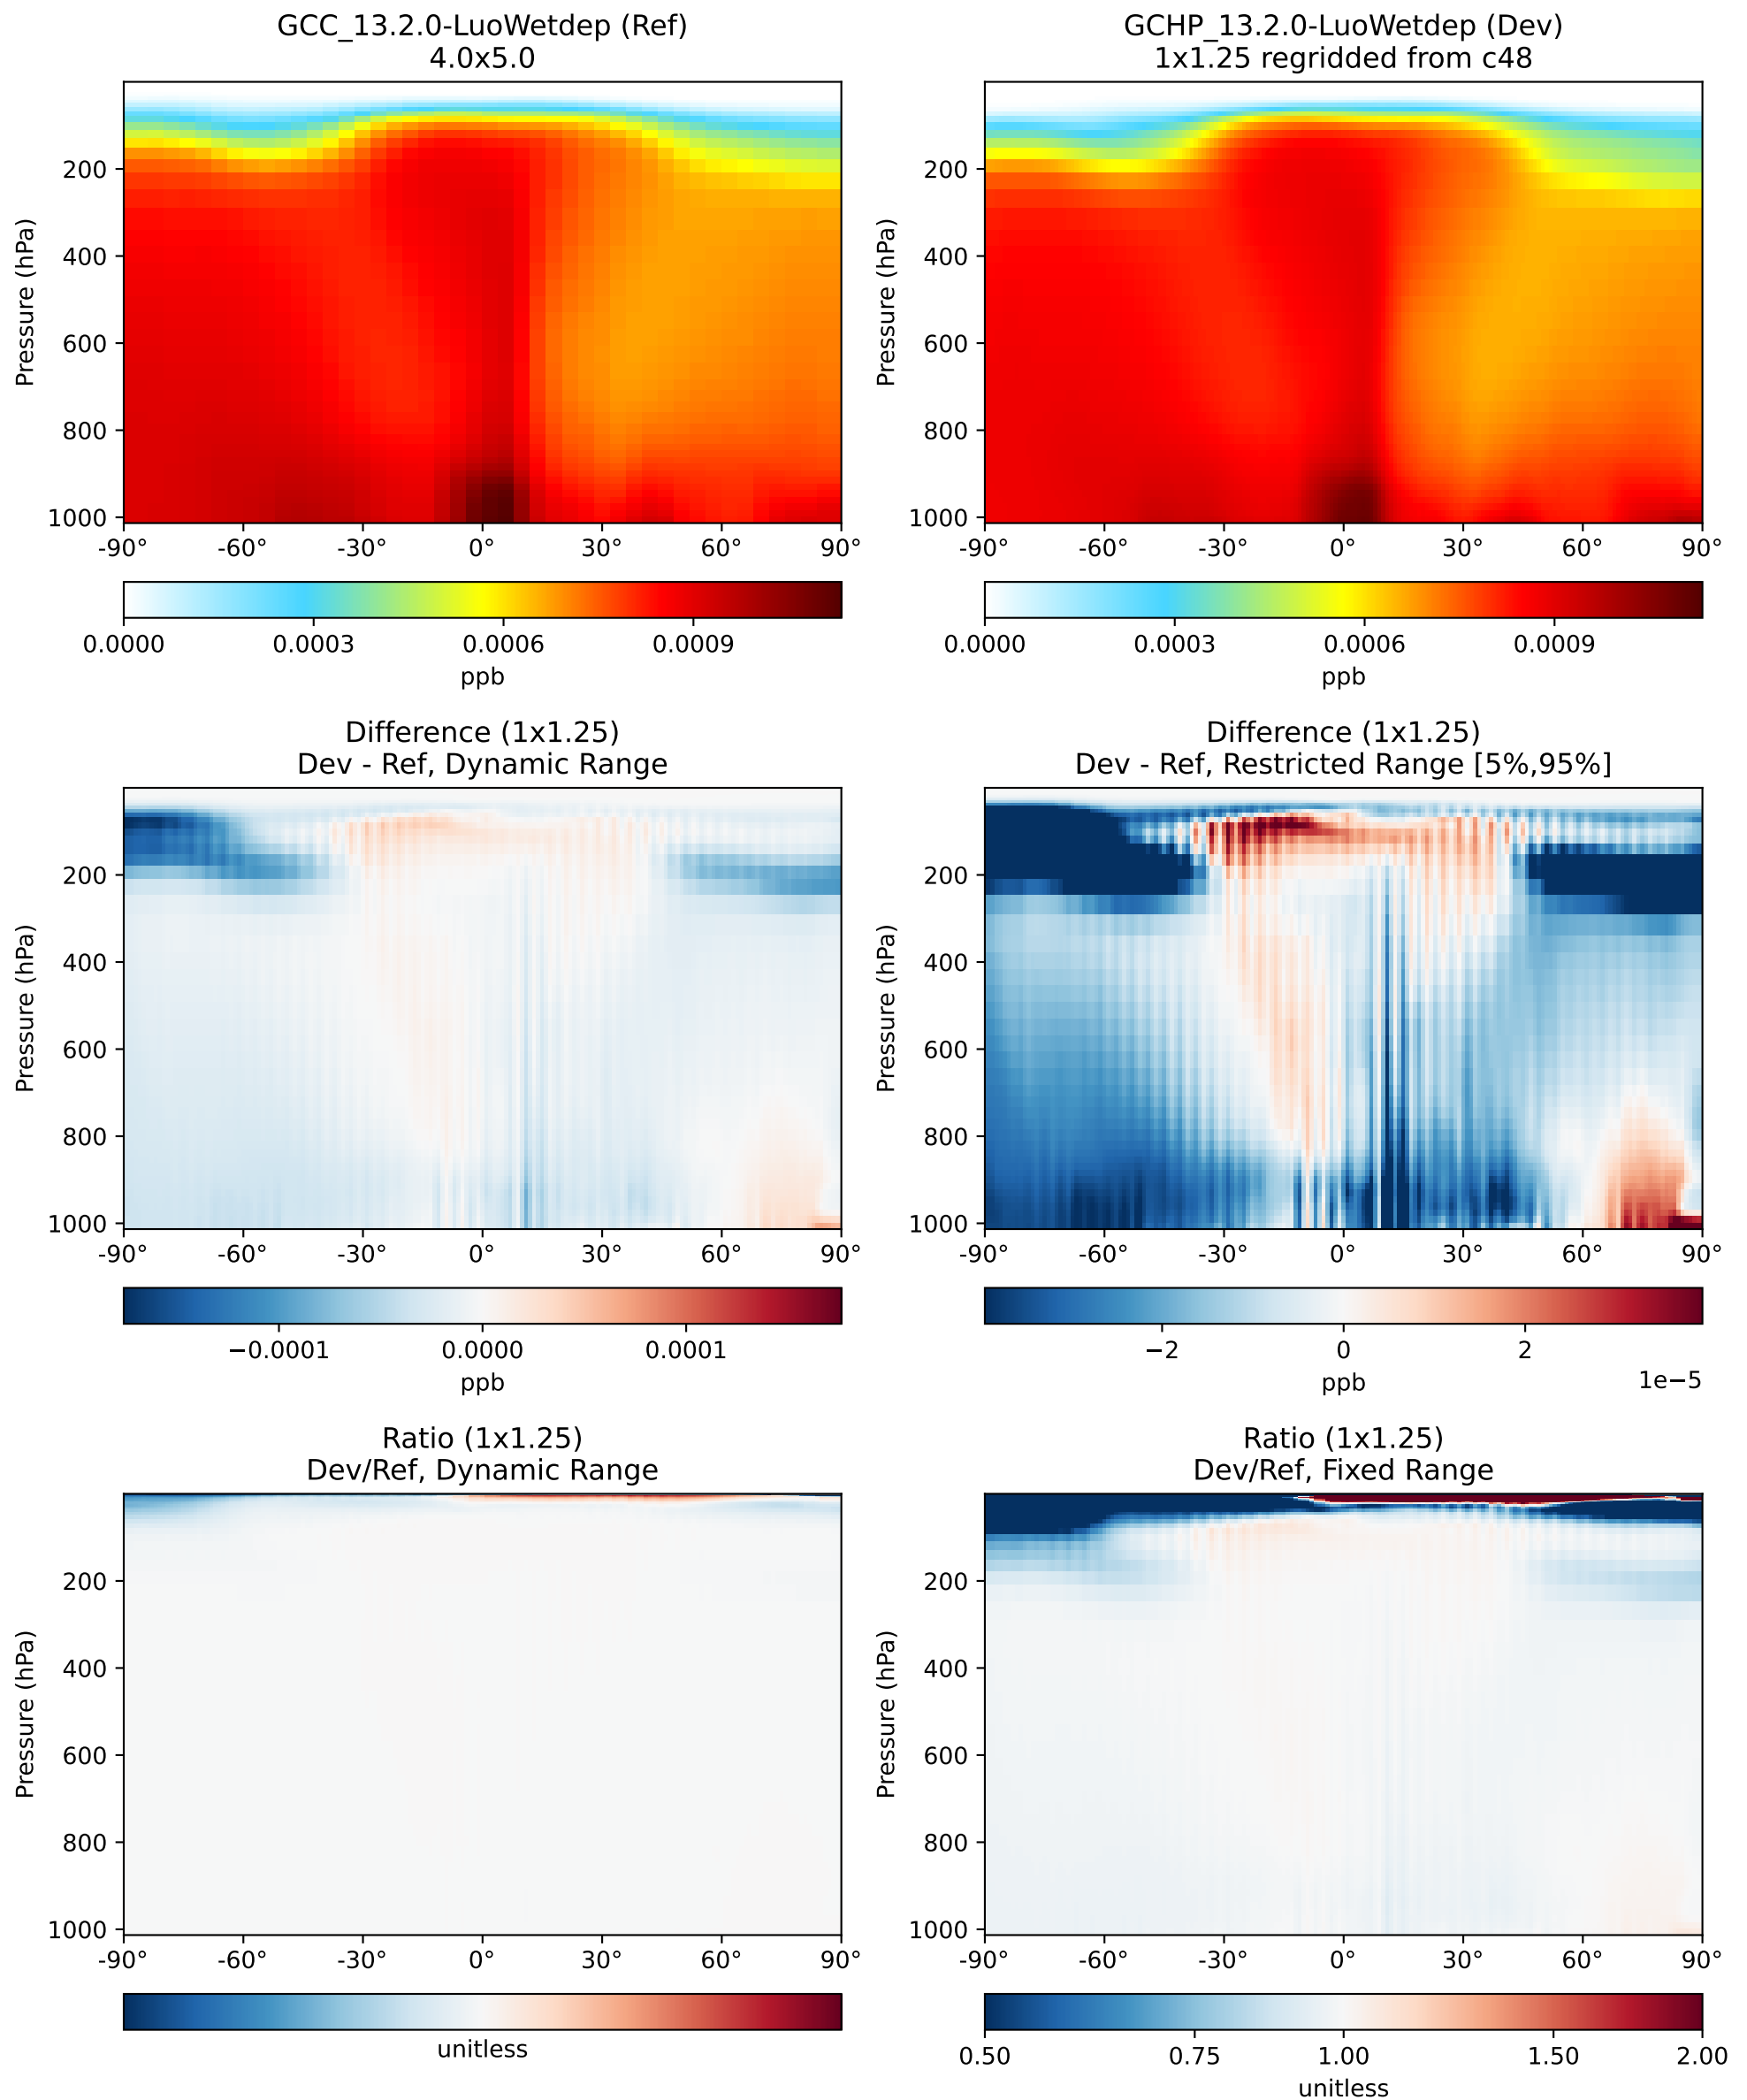 GCC_13.2.0-LuoWetdep (Ref)
4.0x5.0
Pressure (hPa)
200
400
600
800
1000
-90° -60° -30° 0° 30° 60° 90°
0.0000 0.0003 0.0006 0.0009
ppb
GCHP_13.2.0-LuoWetdep (Dev)
1x1.25 regridded from c48
Pressure (hPa)
200
400
600
800
1000
-90° -60° -30° 0° 30° 60° 90°
0.0000 0.0003 0.0006 0.0009
ppb
Difference (1x1.25)
Dev - Ref, Dynamic Range
Pressure (hPa)
200
400
600
800
1000
-90° -60° -30° 0° 30° 60° 90°
−0.0001 0.0000 0.0001
ppb
Difference (1x1.25)
Dev - Ref, Restricted Range [5%,95%]
Pressure (hPa)
200
400
600
800
1000
-90° -60° -30° 0° 30° 60° 90°
−2 0 2
ppb
1e−5
Ratio (1x1.25)
Dev/Ref, Dynamic Range
Pressure (hPa)
200
400
600
800
1000
-90° -60° -30° 0° 30° 60° 90°
unitless
Ratio (1x1.25)
Dev/Ref, Fixed Range
Pressure (hPa)
200
400
600
800
1000
-90° -60° -30° 0° 30° 60° 90°
0.50 0.75 1.00 1.50 2.00
unitless